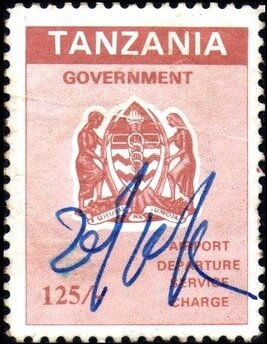 TANZANIA
GOVERNMENT
UHURU NA UMOJA
AIRPORT
DEPARTURE
SERVICE
125/- CHARGE